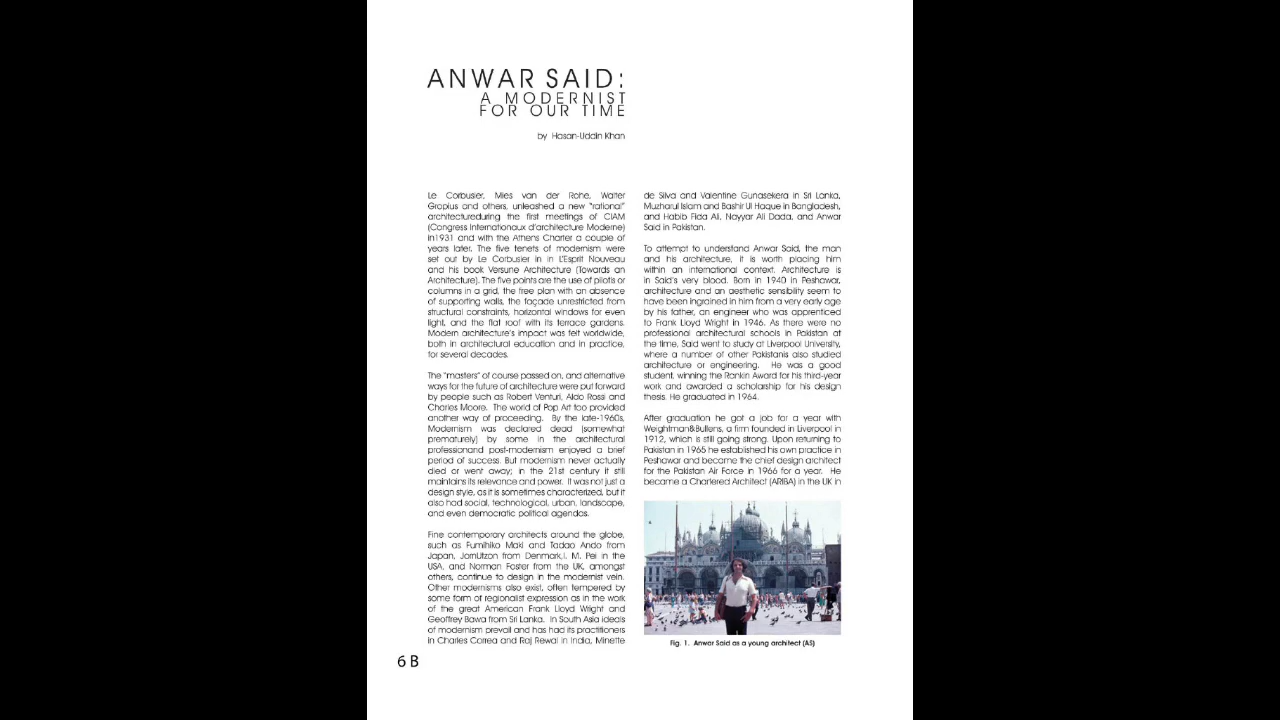 ANWAR SAID:
A MODERNIST
FOR OUR TIME
by Hasan-Uddin Khan
Le Corbusier, Mies van der Rohe, Walter
Gropius and others, unleashed a new "rational"
architectureduring the first meetings of CIAM
(Congress Internationaux d'architecture Moderne)
in1931 and with the Athens Charter a couple of
years later. The five tenets of modernism were
set out by Le Corbusier in in L'Esprit Nouveau
and his book Versune Architecture (Towards an
Architecture). The five points are the use of pilotis or
columns in a grid, the free plan with an absence
of supporting walls, the façade unrestricted from
structural constraints, horizontal windows for even
light, and the flat roof with its terrace gardens.
Modern architecture's impact was felt worldwide,
both in architectural education and in practice,
for several decades.
The "masters" of course passed on, and alternative
ways for the future of architecture were put forward
by people such as Robert Venturi, Aldo Rossi and
Charles Moore. The world of Pop Art too provided
another way of proceeding. By the late-1960s,
Modernism was declared dead (somewhat
prematurely) by some in the architectural
professionand post-modernism enjoyed a brief
period of success. But modernism never actually
died or went away; in the 21st century it still
maintains its relevance and power. It was not just a
design style, as it is sometimes characterized, but it
also had social, technological, urban, landscape,
and even democratic political agendas.
Fine contemporary architects around the globe,
such as Fumihiko Maki and Tadao Ando from
Japan, JornUtzon from Denmark,I. M. Pei in the
USA, and Norman Foster from the UK, amongst
others, continue to design in the modernist vein.
Other modernisms also exist, often tempered by
some form of regionalist expression as in the work
of the great American Frank Lloyd Wright and
Geoffrey Bawa from Sri Lanka. In South Asia ideals
of modernism prevail and has had its practitioners
in Charles Correa and Raj Rewal in India, Minette
de Silva and Valentine Gunasekera in Sri Lanka,
Muzharul Islam and Bashir Ul Haque in Bangladesh,
and Habib Fida Ali, Nayyar Ali Dada, and Anwar
Said in Pakistan.
To attempt to understand Anwar Said, the man
and his architecture, it is worth placing him
within an international context. Architecture is
in Said's very blood. Born in 1940 in Peshawar,
architecture and an aesthetic sensibility seem to
have been ingrained in him from a very early age
by his father, an engineer who was apprenticed
to Frank Lloyd Wright in 1946. As there were no
professional architectural schools in Pakistan at
the time, Said went to study at Liverpool University,
where a number of other Pakistanis also studied
architecture or engineering. He was a good
student, winning the Rankin Award for his third-year
work and awarded a scholarship for his design
thesis. He graduated in 1964.
After graduation he got a job for a year with
Weightman&Bullens, a firm founded in Liverpool in
1912, which is still going strong. Upon returning to
Pakistan in 1965 he established his own practice in
Peshawar and became the chief design architect
for the Pakistan Air Force in 1966 for a year. He
became a Chartered Architect (ARIBA) in the UK in
Fig. 1. Anwar Said as a young architect (AS)
6 B